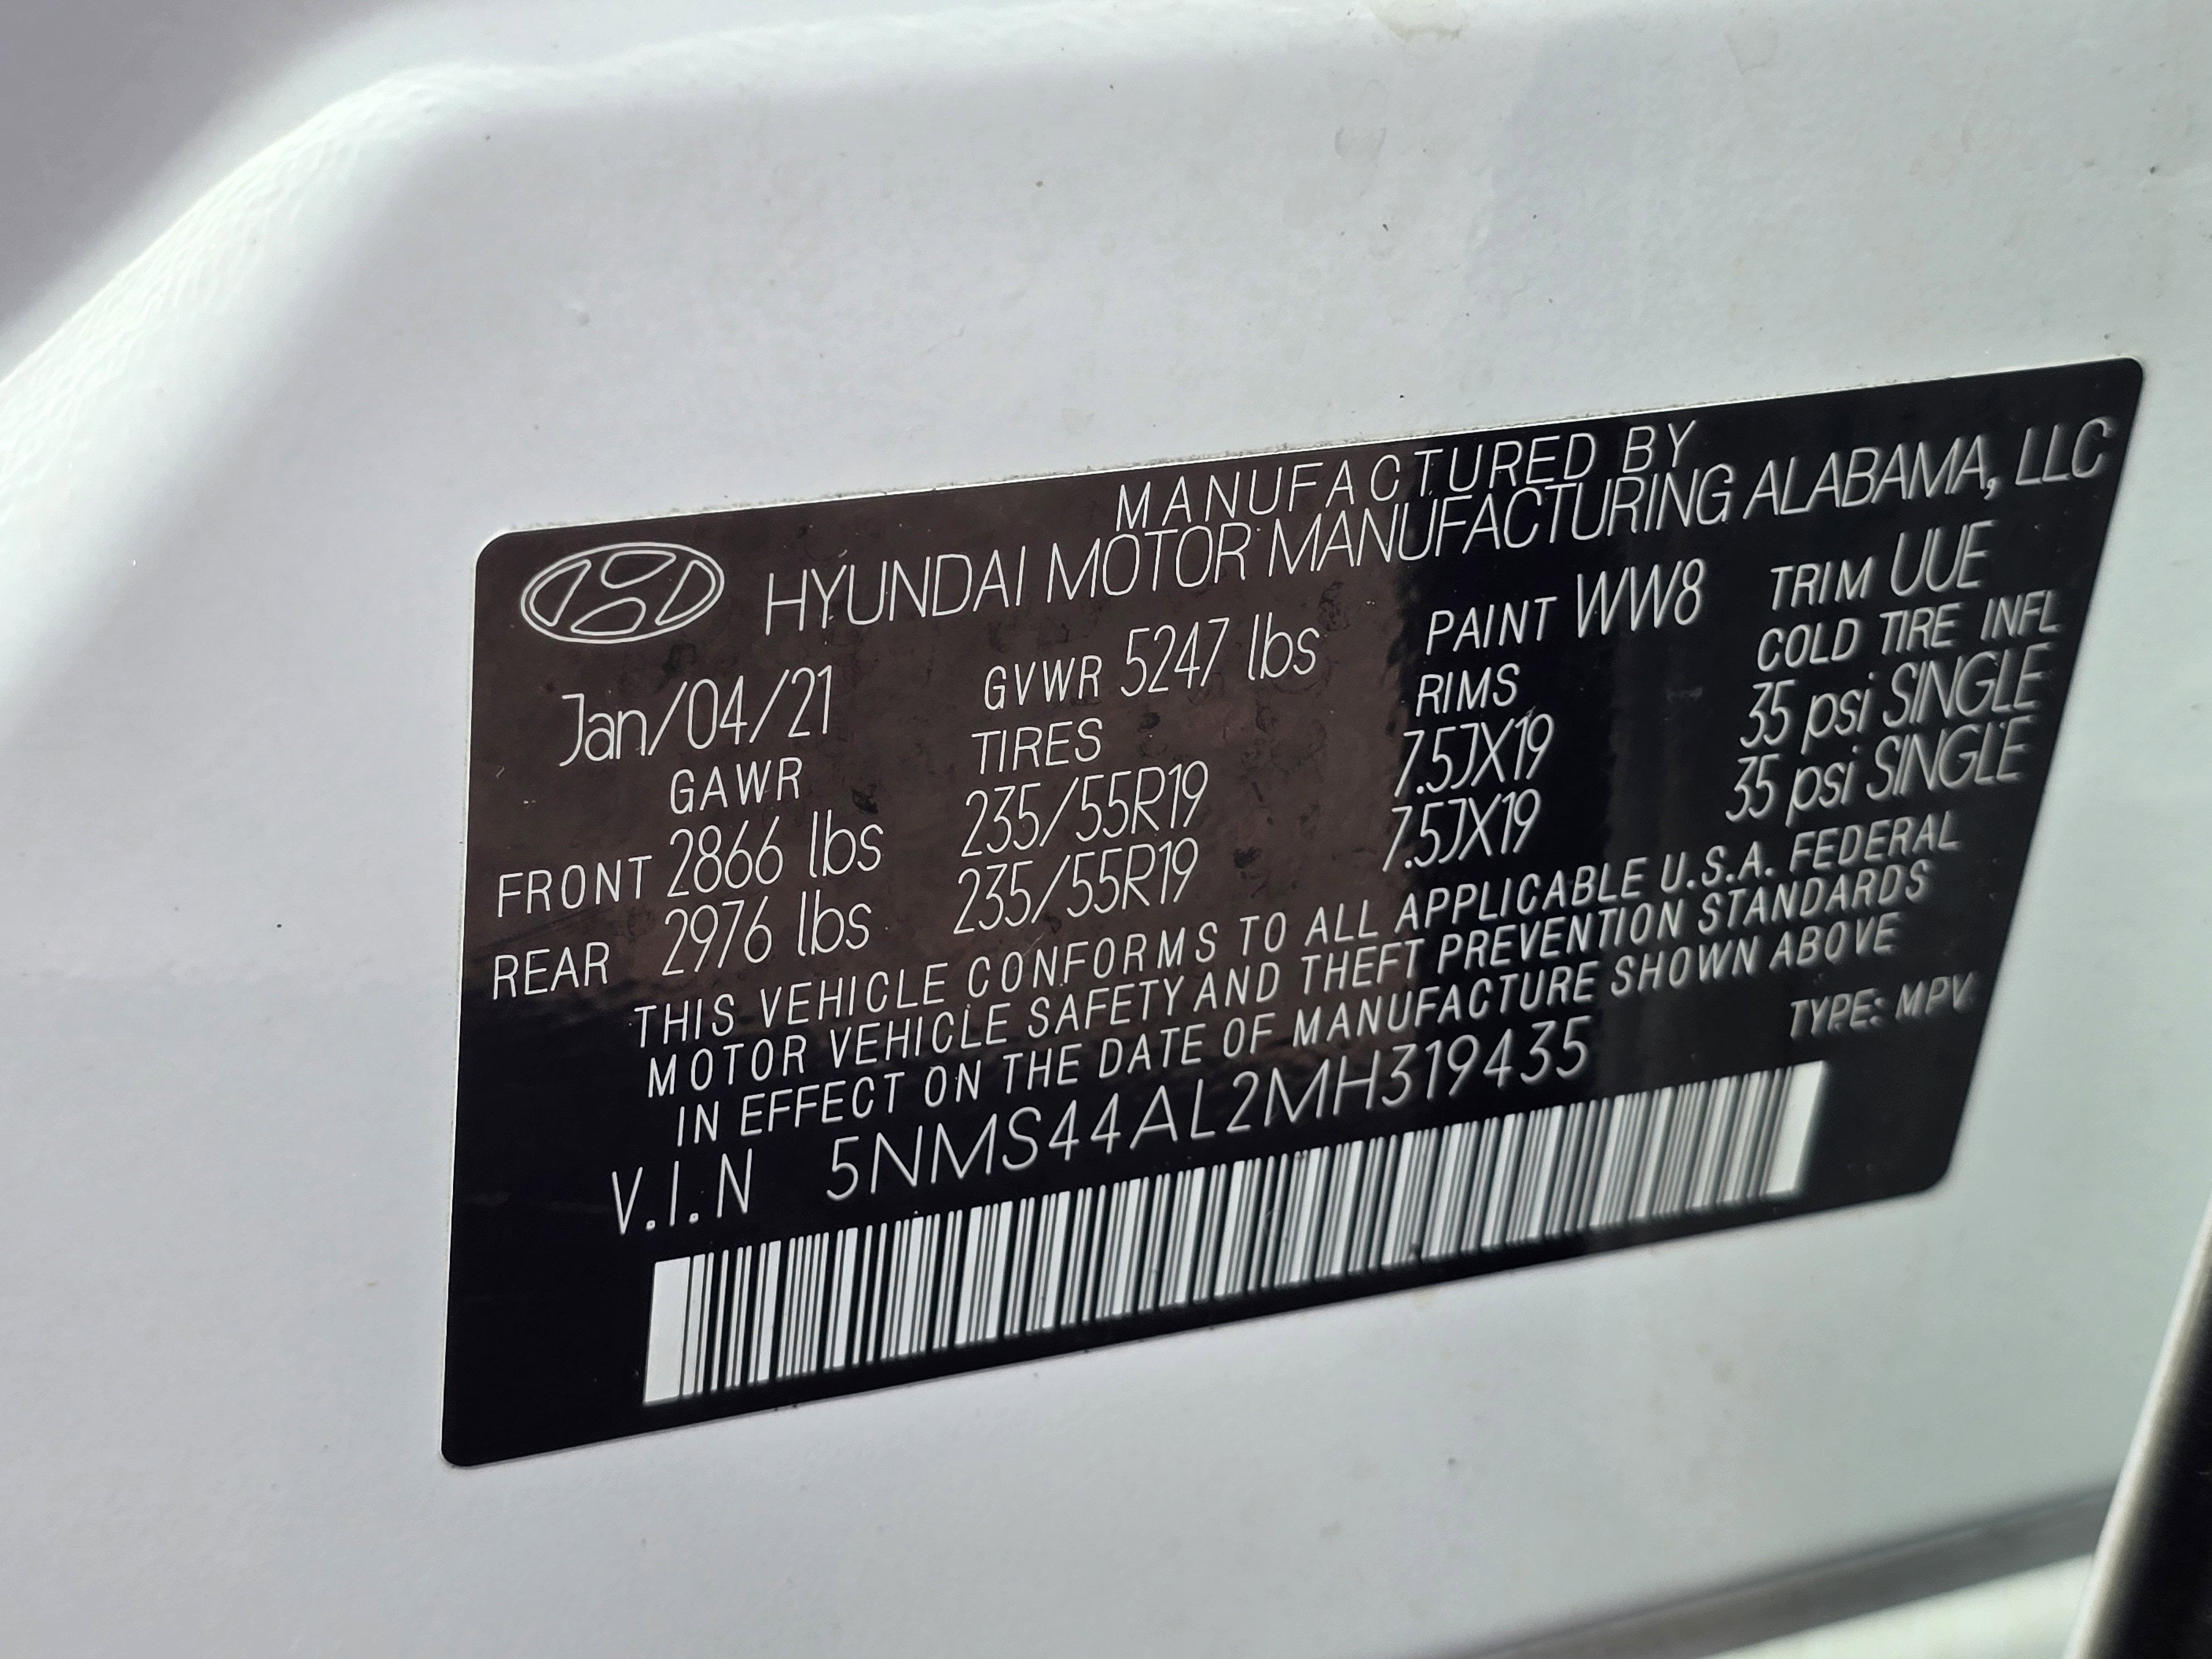 MANUFACTURED BY
HYUNDAI MOTOR MANUFACTURING ALABAMA, LLC
Jan/04/21 GVWR 5247 lbs PAINT WW8 TRIM UUE
GAWR TIRES RIMS COLD TIRE INFL
FRONT 2866 lbs 235/55R19 7.5JX19 35 psi SINGLE
REAR 2976 lbs 235/55R19 7.5JX19 35 psi SINGLE
THIS VEHICLE CONFORMS TO ALL APPLICABLE U.S.A. FEDERAL
MOTOR VEHICLE SAFETY AND THEFT PREVENTION STANDARDS
IN EFFECT ON THE DATE OF MANUFACTURE SHOWN ABOVE
V.I.N 5NMS44AL2MH319435 TYPE: MPV